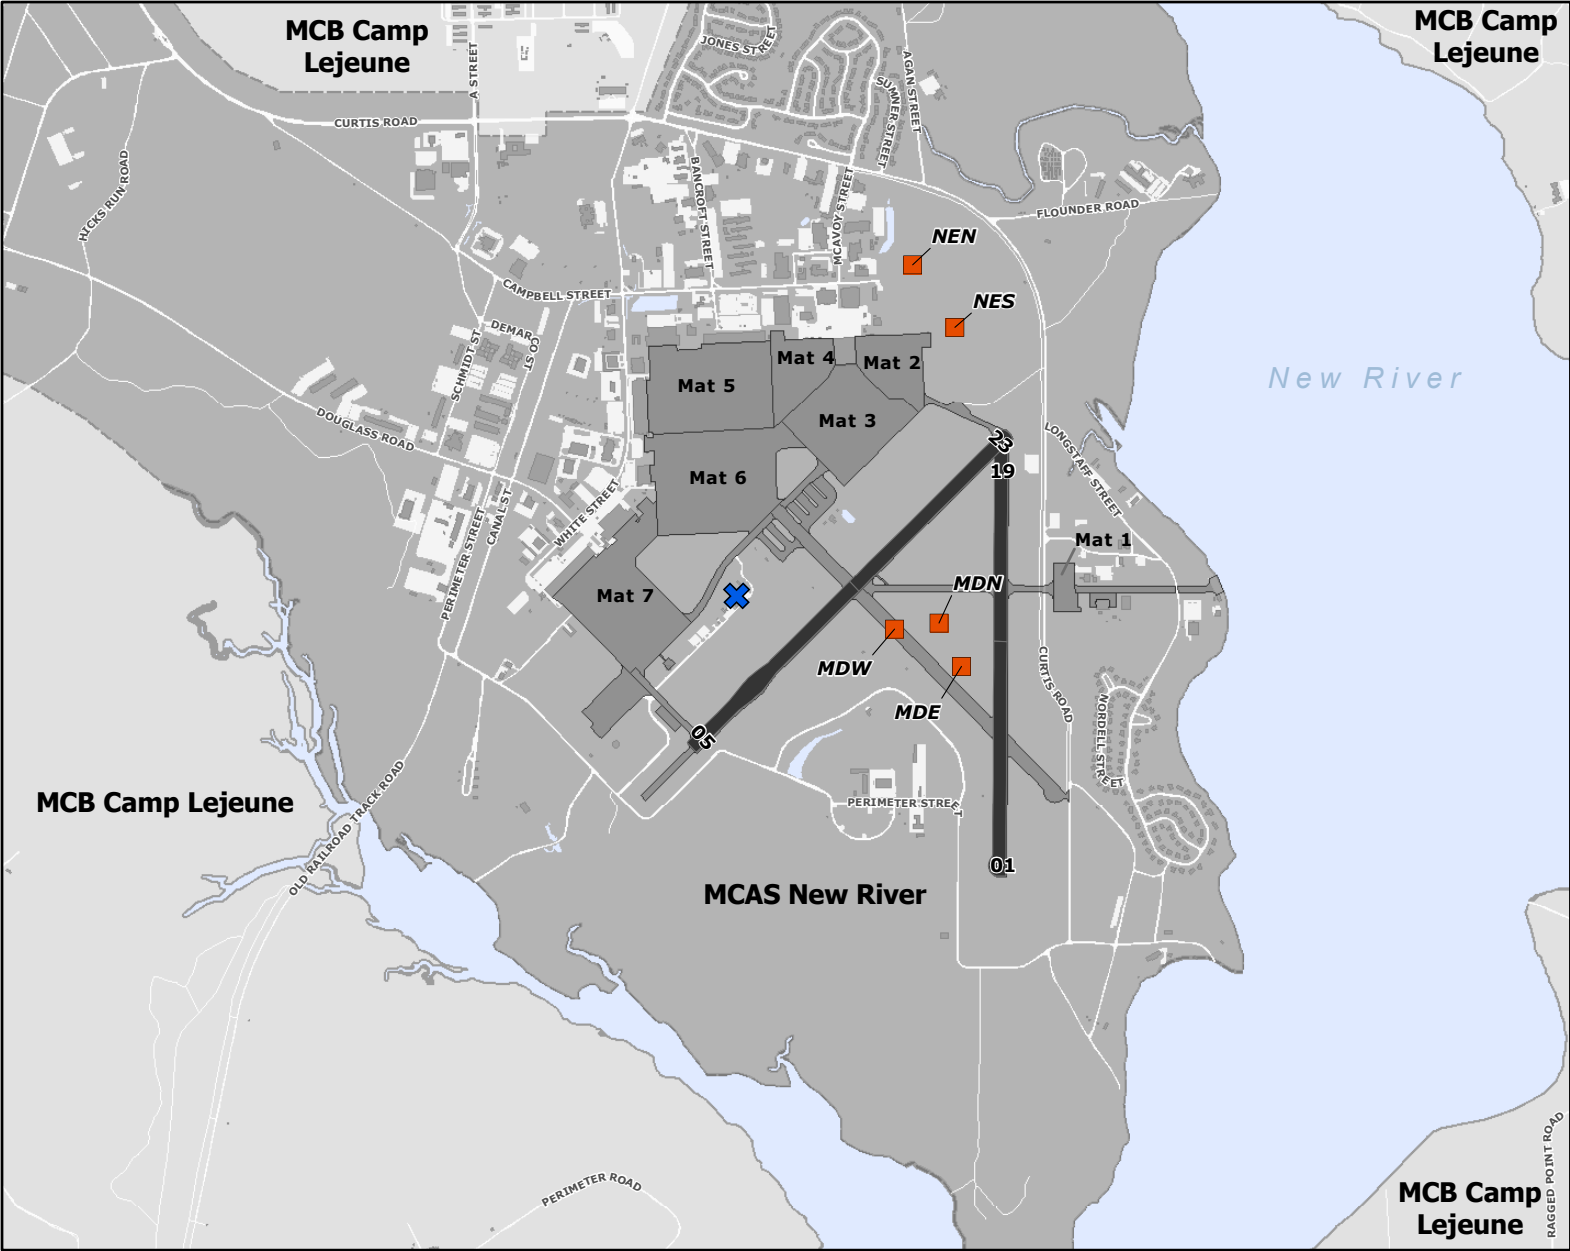 MCB Camp
Lejeune
MCB Camp
Lejeune
JONES STREET
A STREET
AGAN STREET
SUMNER STREET
CURTIS ROAD
HICKS RUN ROAD
BANCROFT STREET
MCAVOY STREET
FLOUNDER ROAD
NEN
CAMPBELL STREET
NES
DEMAR
CO ST
SCHMIDT ST
Mat 4
Mat 2
Mat 5
New River
Mat 3
DOUGLASS ROAD
23
19
LONGSTAFF STREET
Mat 6
WHITE STREET
CANAL ST
PERIMETER STREET
Mat 1
MDN
Mat 7
MDW
MDE
CURTIS ROAD
NORDELL STREET
05
PERIMETER STREET
MCB Camp Lejeune
OLD RAILROAD TRACK ROAD
01
MCAS New River
PERIMETER ROAD
RAGGED POINT ROAD
MCB Camp
Lejeune